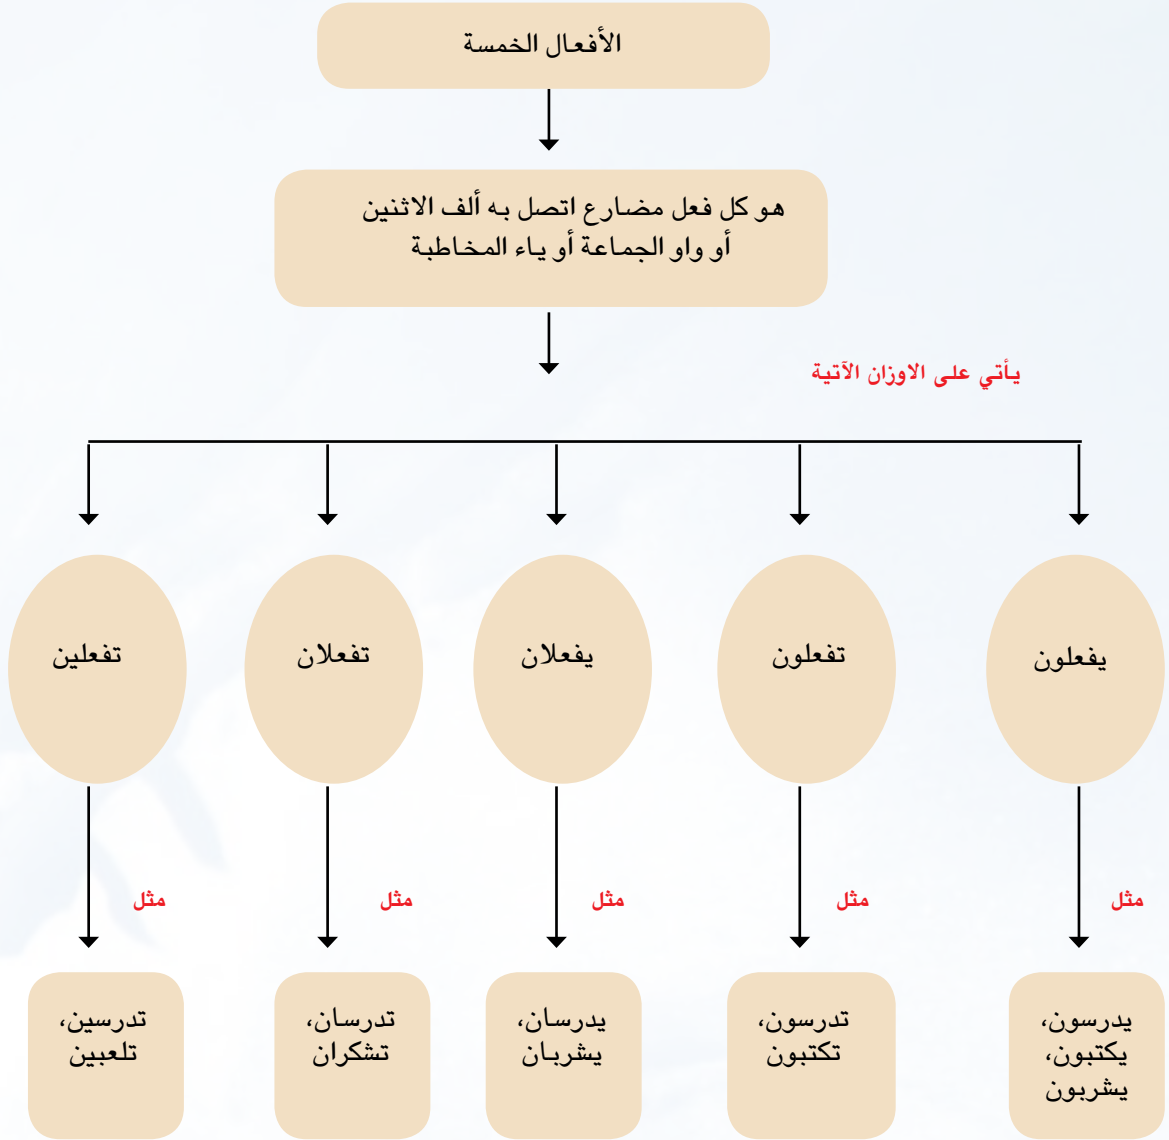 الأفعال الخمسة
هو كل فعل مضارع اتصل به ألف الاثنين
أو واو الجماعة أو ياء المخاطبة
يأتي على الاوزان الآتية
يفعلون
تفعلون
يفعلان
تفعلان
تفعلين
مثل
مثل
مثل
مثل
مثل
يدرسون،
يكتبون،
يشربون
تدرسون،
تكتبون
يدرسان،
يشربان
تدرسان،
تشكران
تدرسين،
تلعبين